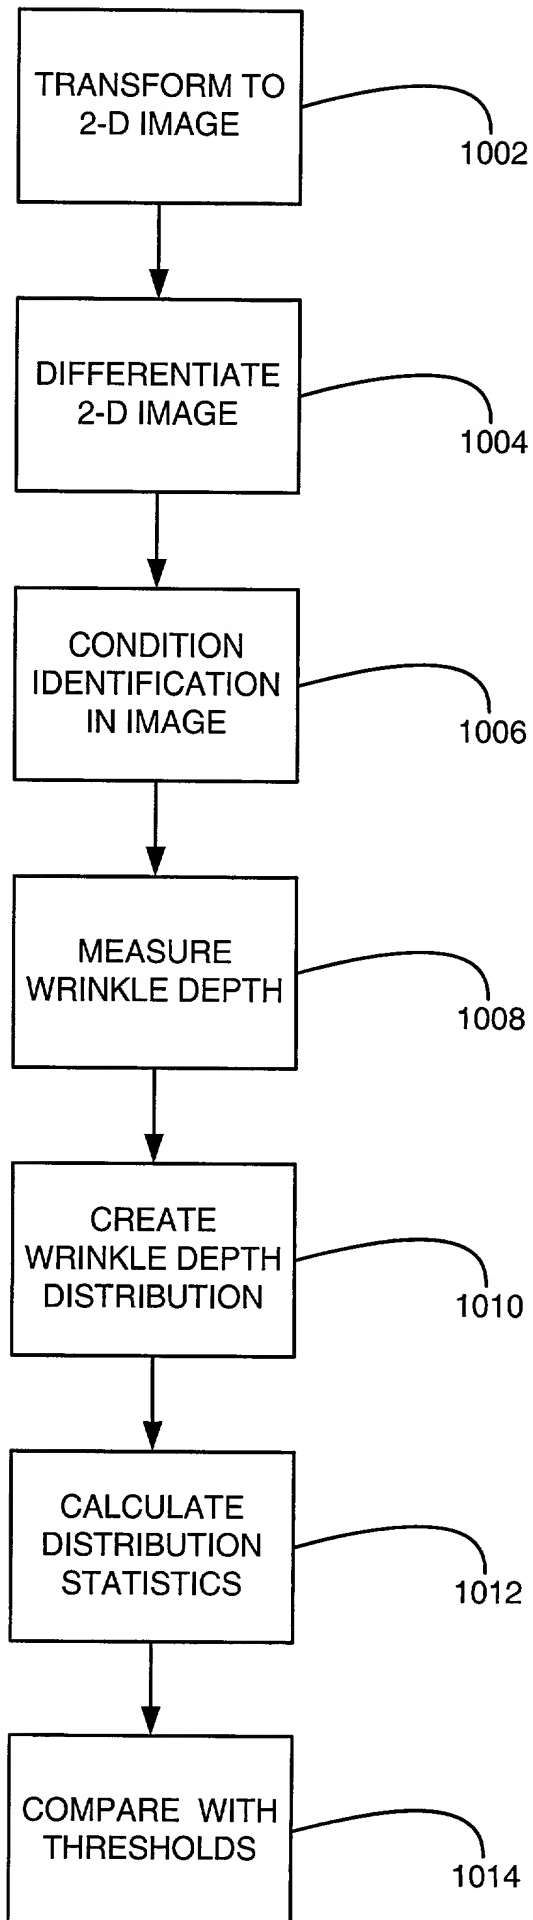 TRANSFORM TO
2-D IMAGE
1002
DIFFERENTIATE
2-D IMAGE
1004
CONDITION
IDENTIFICATION
IN IMAGE
1006
MEASURE
WRINKLE DEPTH
1008
CREATE
WRINKLE DEPTH
DISTRIBUTION
1010
CALCULATE
DISTRIBUTION
STATISTICS
1012
COMPARE WITH
THRESHOLDS
1014